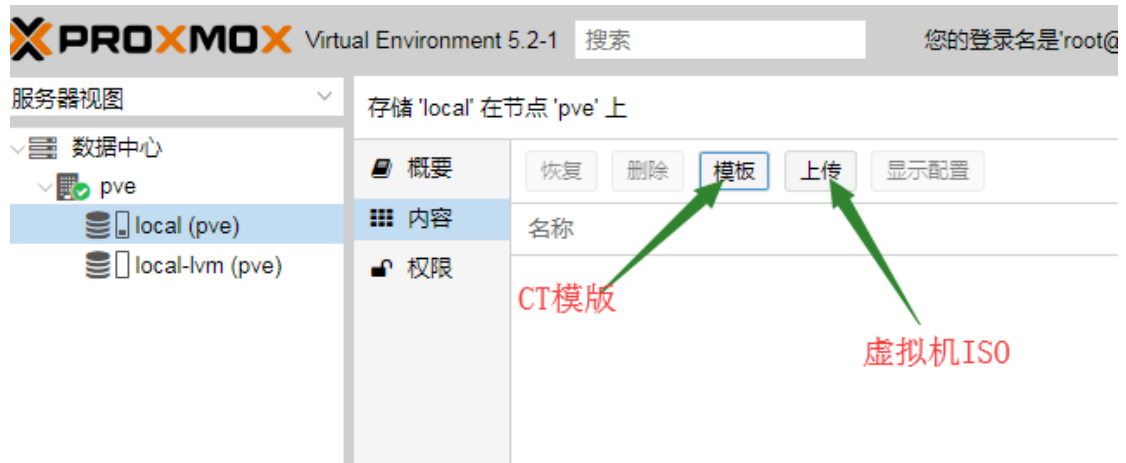 PROXMOX Virtual Environment 5.2-1 搜索 您的登录名是'root@
服务器视图
存储 'local' 在节点 'pve' 上
数据中心
pve
local (pve)
local-lvm (pve)
概要
内容
权限
恢复 删除 模板 上传 显示配置
名称
CT模版
虚拟机ISO